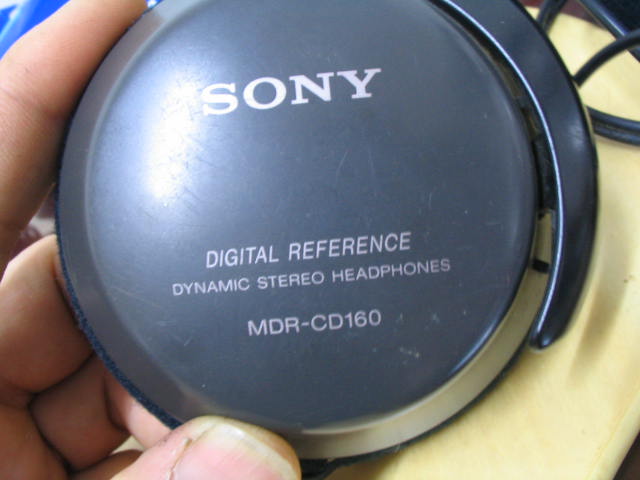 SONY
DIGITAL REFERENCE
DYNAMIC STEREO HEADPHONES
MDR-CD160